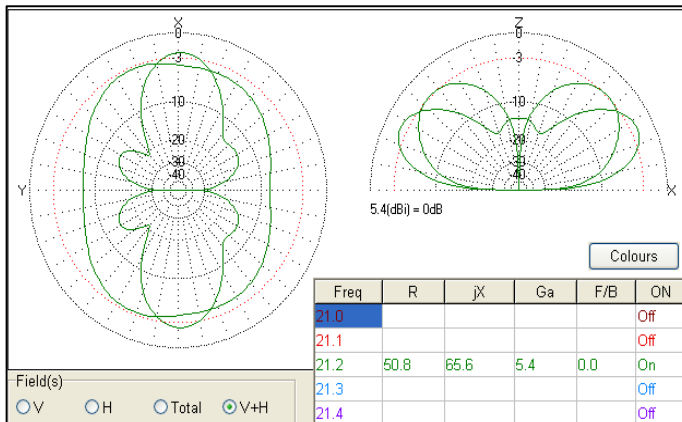 X
0
-3
-10
-20
-30
-40
Y
Z
0
-3
-10
-20
-30
-40
X
5.4(dBi) = 0dB
Colours
Freq R jX Ga F/B ON
21.0 Off
21.1 Off
21.2 50.8 65.6 5.4 0.0 On
21.3 Off
21.4 Off
Field(s)
V H Total V+H